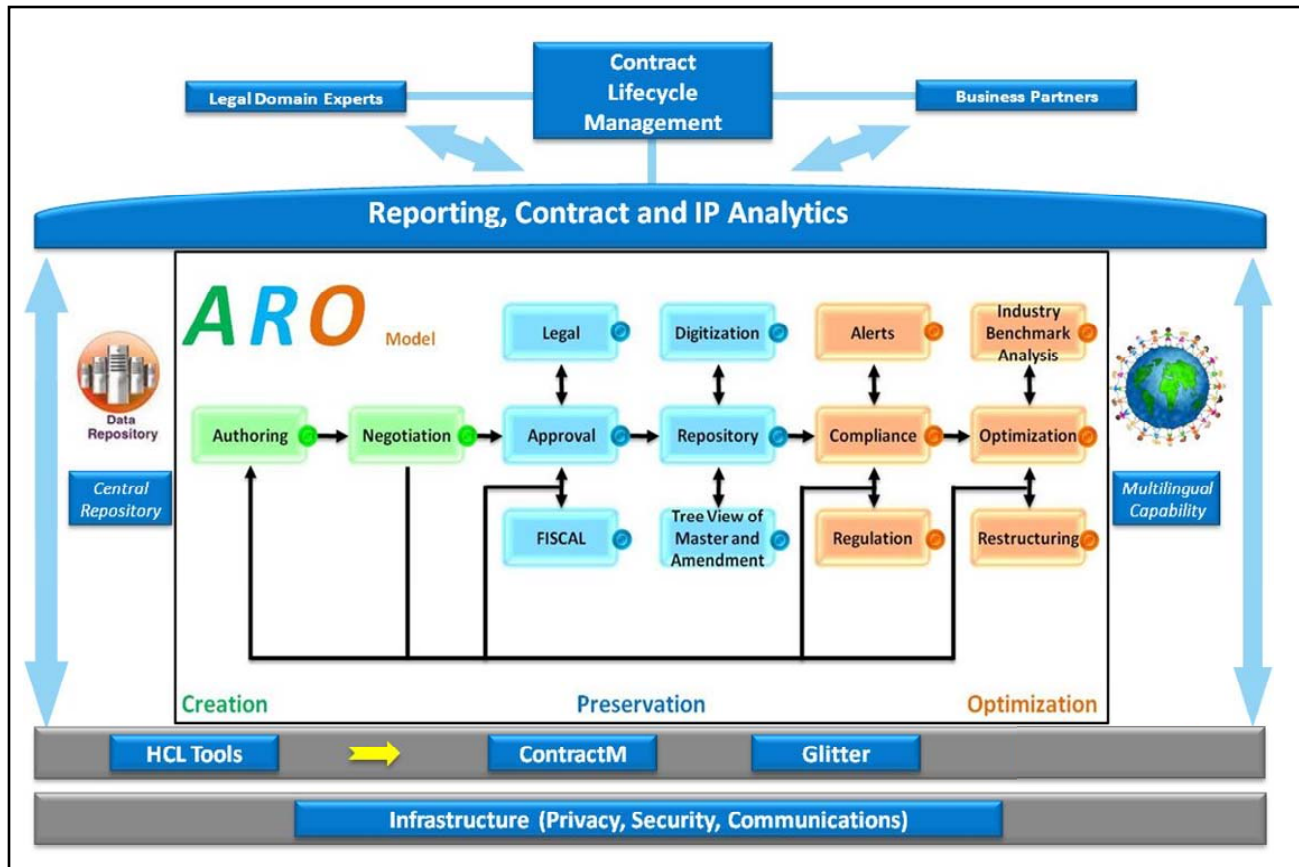 Contract
Lifecycle
Management
Legal Domain Experts
Business Partners
Reporting, Contract and IP Analytics
ARO Model
Legal
Digitization
Alerts
Industry
Benchmark
Analysis
Data
Repository
Authoring
Negotiation
Approval
Repository
Compliance
Optimization
Central
Repository
Multilingual
Capability
FISCAL
Tree View of
Master and
Amendment
Regulation
Restructuring
Creation
Preservation
Optimization
HCL Tools
ContractM
Glitter
Infrastructure (Privacy, Security, Communications)